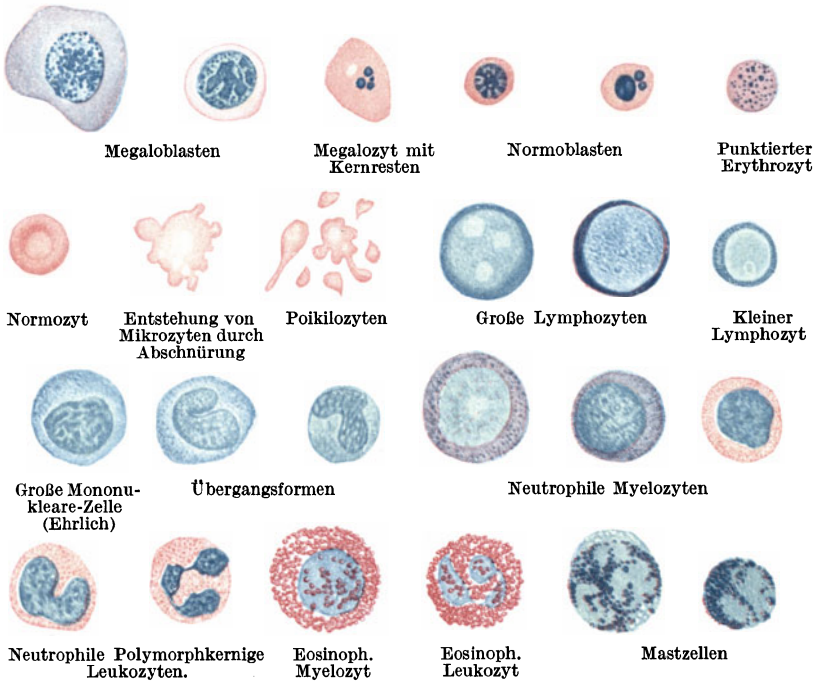 Megaloblasten
Megalozyt mit
Kernresten
Normoblasten
Punktierter
Erythrozyt
Normozyt
Entstehung von
Mikrozyten durch
Abschnürung
Poikilozyten
Große Lymphozyten
Kleiner
Lymphozyt
Große Mononu-
kleare-Zelle
(Ehrlich)
Übergangsformen
Neutrophile Myelozyten
Neutrophile Polymorphkernige
Leukozyten.
Eosinoph.
Myelozyt
Eosinoph.
Leukozyt
Mastzellen